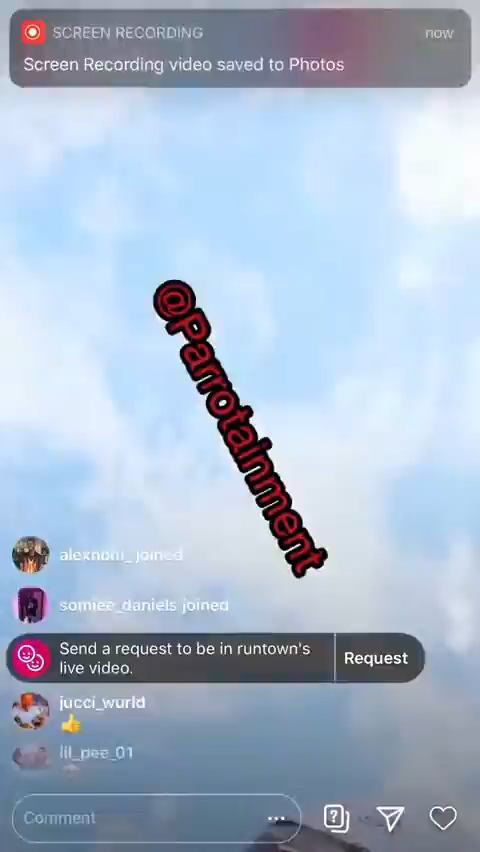 SCREEN RECORDING
now
Screen Recording video saved to Photos
@Parrotainment
alexnoni_ joined
somiee_daniels joined
Send a request to be in runtown's
live video.
Request
jucci_wurld
👍
lil_pee_01
Comment